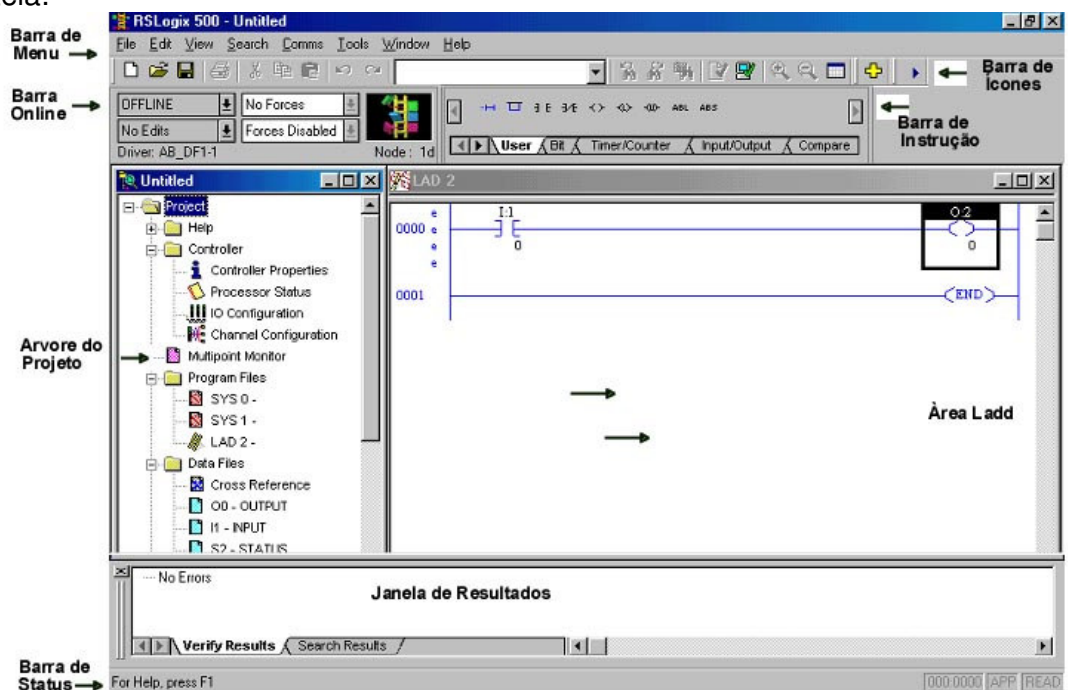 RSLogix 500 - Untitled
Barra de
Menu
File Edit View Search Comms Tools Window Help
Barra de
Ícones
Barra
Online
OFFLINE No Forces
No Edits Forces Disabled
Driver: AB_DF1-1 Node: 1d
ABL ABS
User Bit Timer/Counter Input/Output Compare
Barra de
Instrução
Untitled
Project
Help
Controller
Controller Properties
Processor Status
IO Configuration
Channel Configuration
Multipoint Monitor
Program Files
SYS 0 -
SYS 1 -
LAD 2 -
Data Files
Cross Reference
O0 - OUTPUT
I1 - INPUT
S2 - STATUS
Arvore do
Projeto
LAD 2
e
0000 e
e
e
I:1
0
O:2
0
0001
END
Àrea Ladd
No Errors
Janela de Resultados
Verify Results Search Results
Barra de
Status
For Help, press F1
000:0000 APP READ